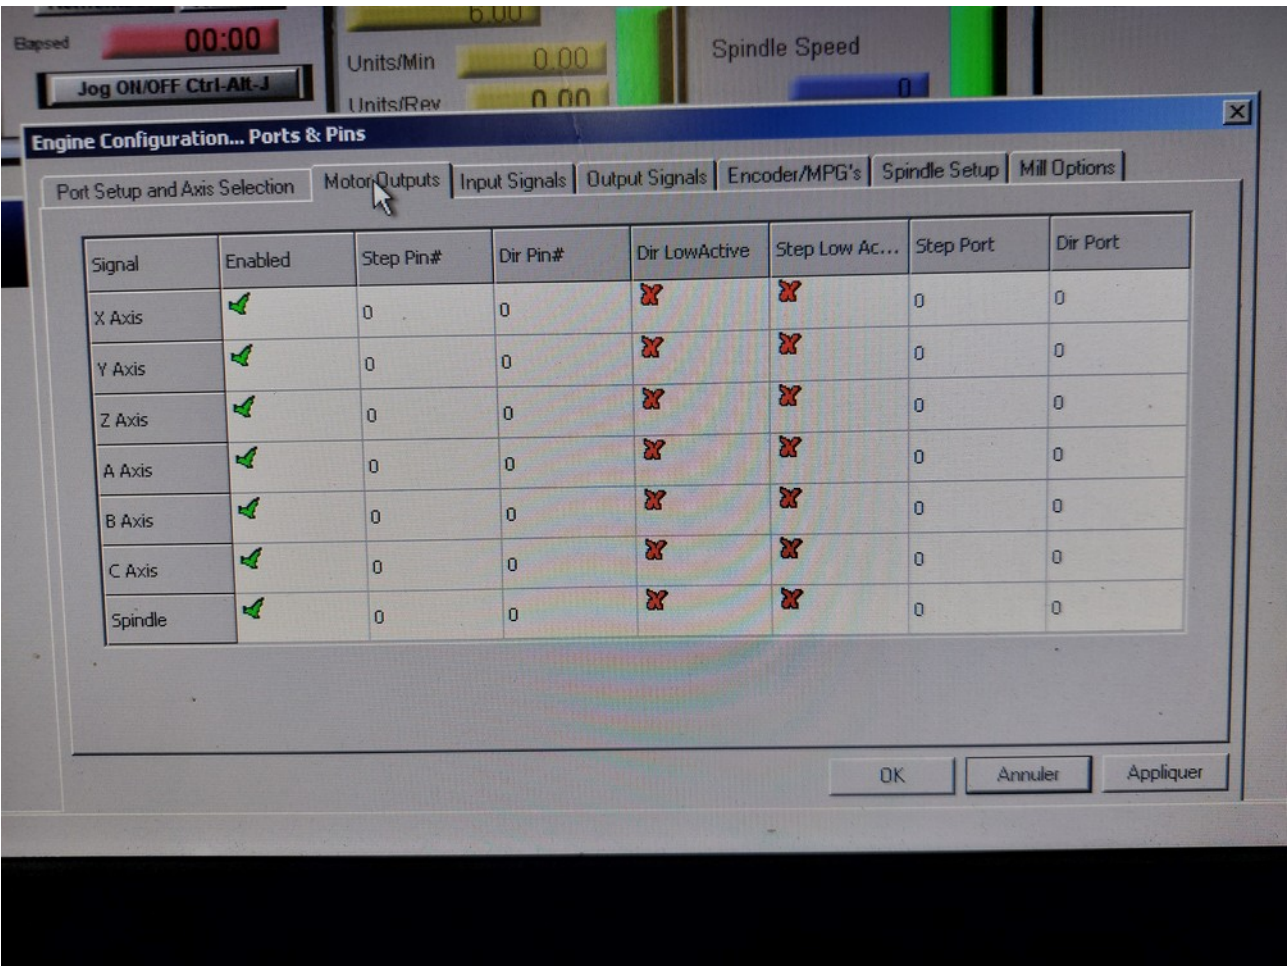 6.00
Elapsed 00:00
Units/Min 0.00
Spindle Speed
Jog ON/OFF Ctrl-Alt-J
Units/Rev 0.00
0
Engine Configuration... Ports & Pins
Port Setup and Axis Selection Motor Outputs Input Signals Output Signals Encoder/MPG's Spindle Setup Mill Options
Signal Enabled Step Pin# Dir Pin# Dir LowActive Step Low Ac... Step Port Dir Port
X Axis 0 0 0 0
Y Axis 0 0 0 0
Z Axis 0 0 0 0
A Axis 0 0 0 0
B Axis 0 0 0 0
C Axis 0 0 0 0
Spindle 0 0 0 0
OK Annuler Appliquer